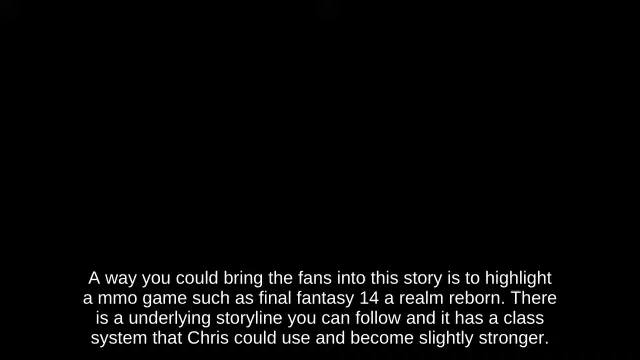 A way you could bring the fans into this story is to highlight
a mmo game such as final fantasy 14 a realm reborn. There
is a underlying storyline you can follow and it has a class
system that Chris could use and become slightly stronger.